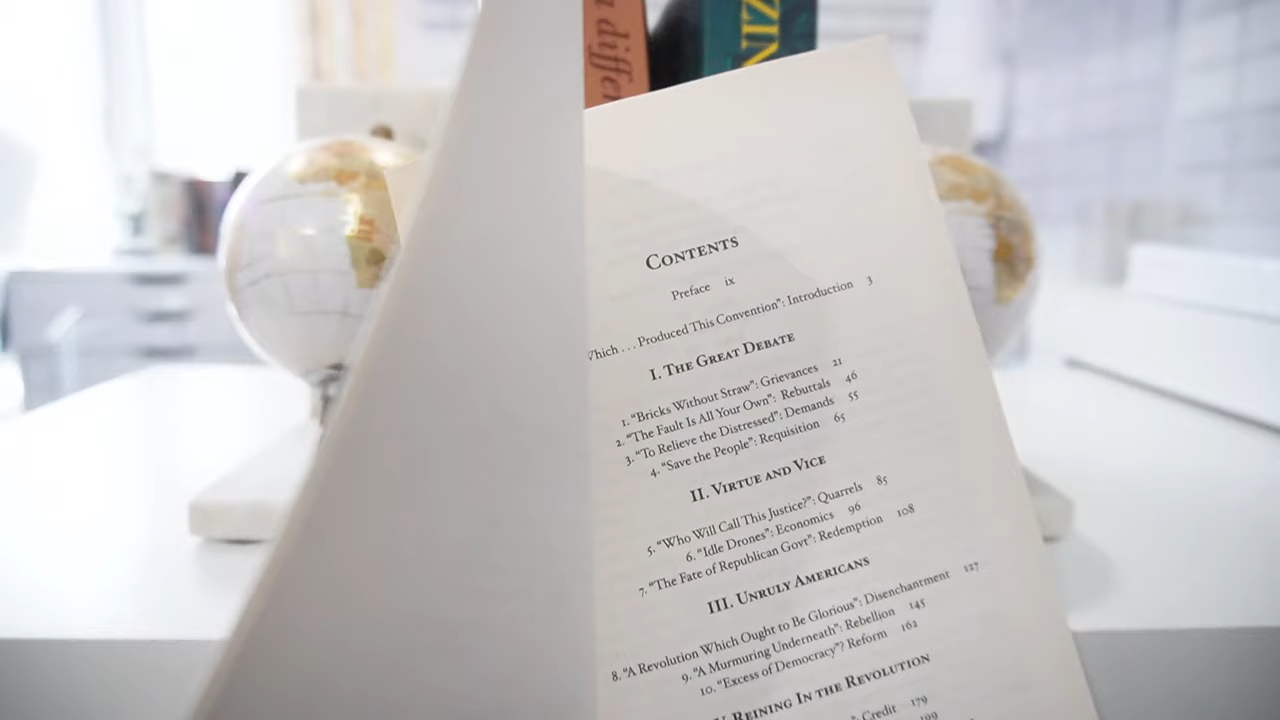 differ
ZIN
CONTENTS
Preface ix
Which . . . Produced This Convention”: Introduction 3
I. THE GREAT DEBATE
1. “Bricks Without Straw”: Grievances 21
2. “The Fault Is All Your Own”: Rebuttals 46
3. “To Relieve the Distressed”: Demands 55
4. “Save the People”: Requisition 65
II. VIRTUE AND VICE
5. “Who Will Call This Justice?”: Quarrels 85
6. “Idle Drones”: Economics 96
7. “The Fate of Republican Govt”: Redemption 108
III. UNRULY AMERICANS
8. “A Revolution Which Ought to Be Glorious”: Disenchantment 127
9. “A Murmuring Underneath”: Rebellion 145
10. “Excess of Democracy”? Reform 162
REINING IN THE REVOLUTION
”: Credit 179
199